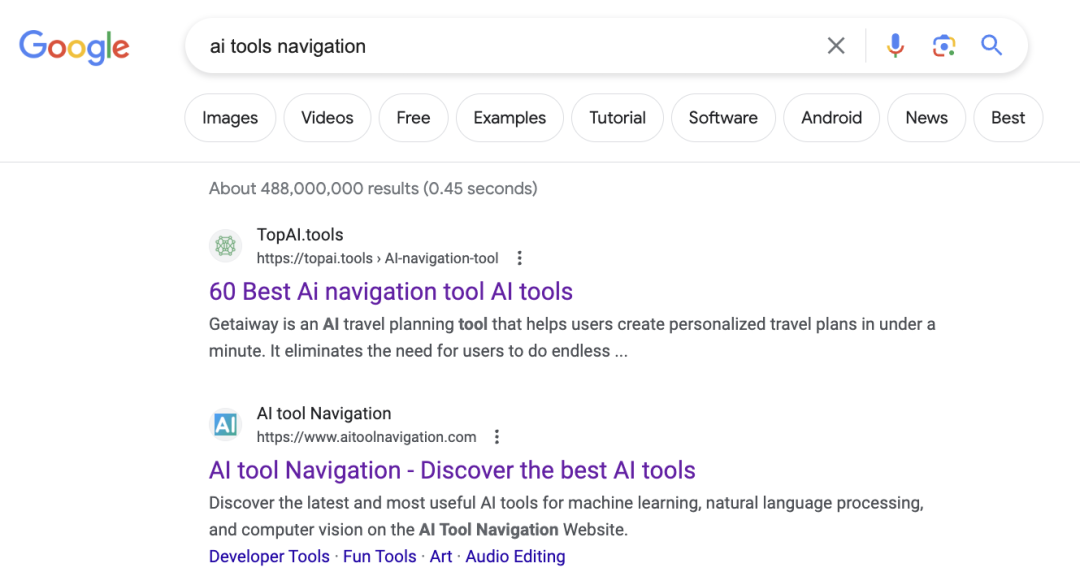 Google
ai tools navigation
Images Videos Free Examples Tutorial Software Android News Best
About 488,000,000 results (0.45 seconds)
TopAI.tools
https://topai.tools › AI-navigation-tool
60 Best Ai navigation tool AI tools
Getaiway is an AI travel planning tool that helps users create personalized travel plans in under a
minute. It eliminates the need for users to do endless ...
AI
AI tool Navigation
https://www.aitoolnavigation.com
AI tool Navigation - Discover the best AI tools
Discover the latest and most useful AI tools for machine learning, natural language processing,
and computer vision on the AI Tool Navigation Website.
Developer Tools · Fun Tools · Art · Audio Editing